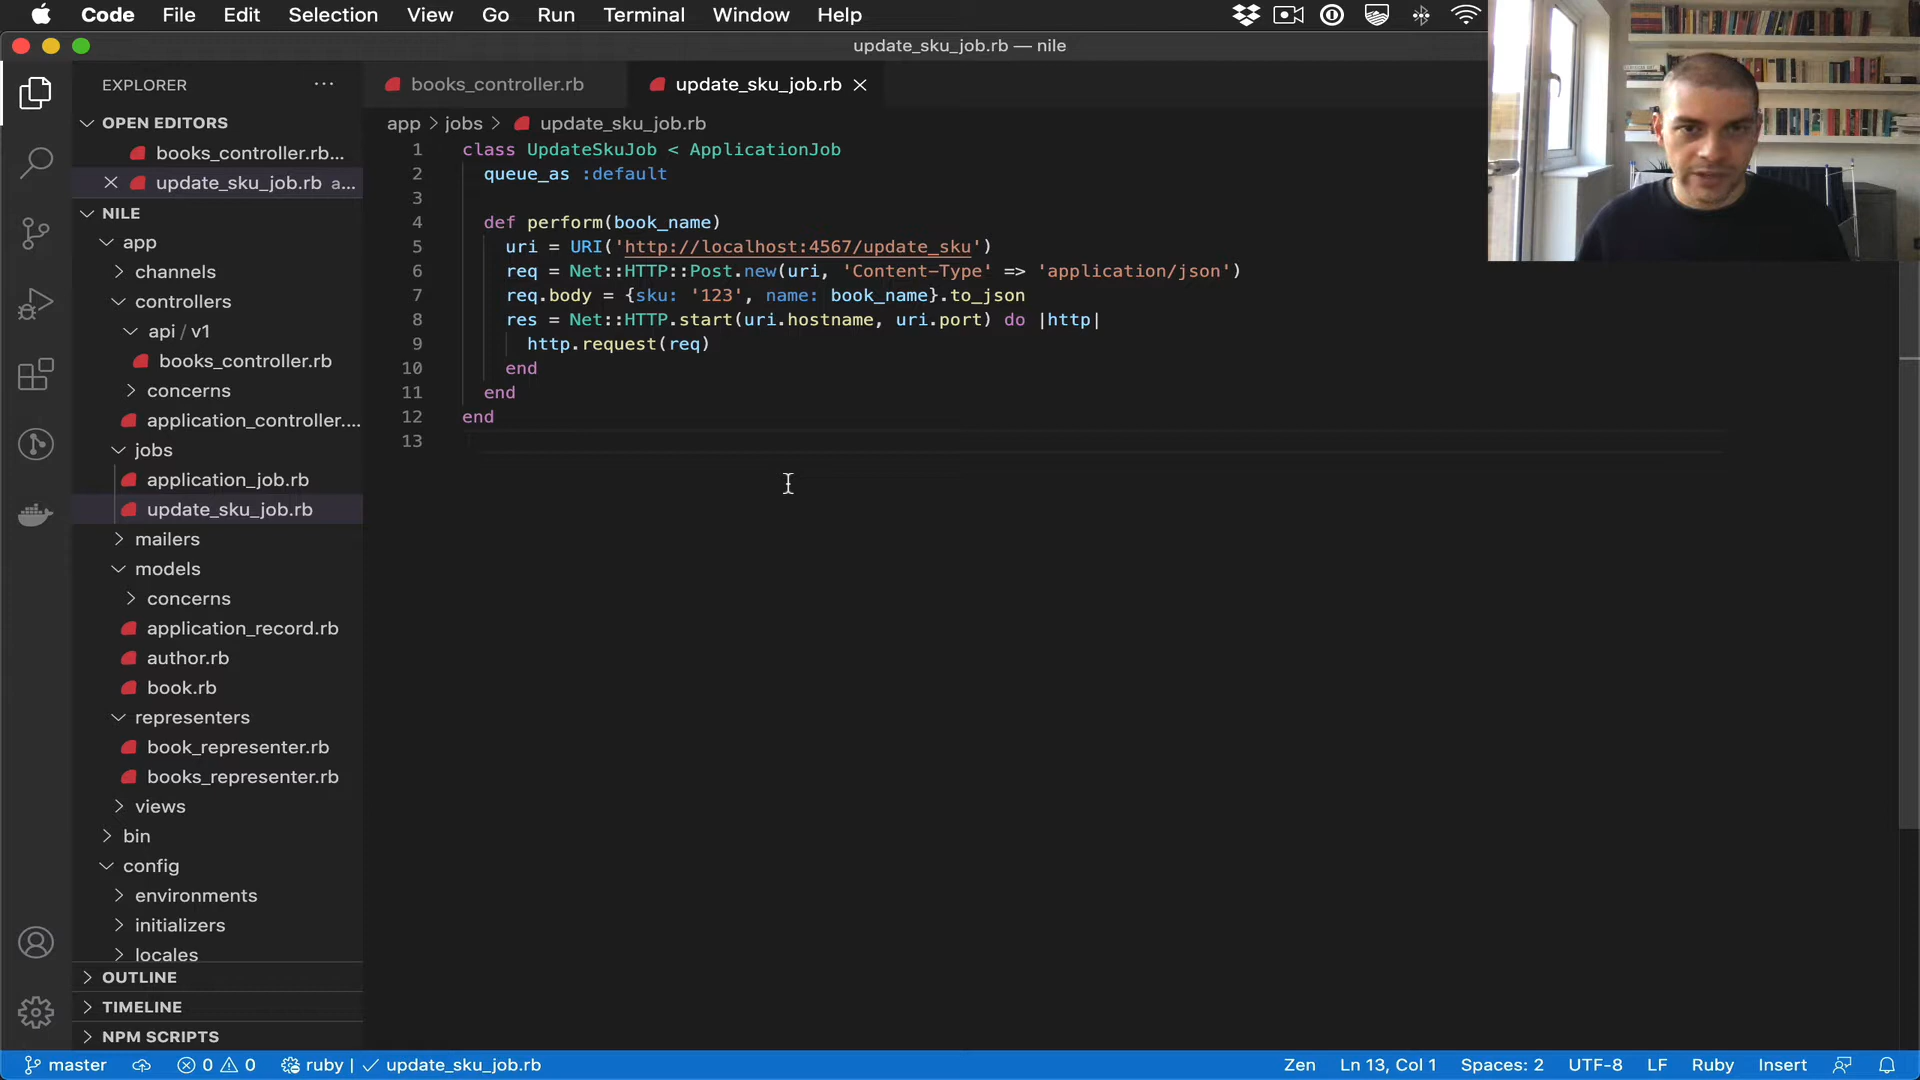 Code File Edit Selection View Go Run Terminal Window Help
update_sku_job.rb — nile
EXPLORER
books_controller.rb
update_sku_job.rb
OPEN EDITORS
books_controller.rb...
update_sku_job.rb a...
NILE
app
channels
controllers
api / v1
books_controller.rb
concerns
application_controller....
jobs
application_job.rb
update_sku_job.rb
mailers
models
concerns
application_record.rb
author.rb
book.rb
representers
book_representer.rb
books_representer.rb
views
bin
config
environments
initializers
locales
OUTLINE
TIMELINE
NPM SCRIPTS
app > jobs > update_sku_job.rb
1 class UpdateSkuJob < ApplicationJob
2 queue_as :default
3
4 def perform(book_name)
5 uri = URI('http://localhost:4567/update_sku')
6 req = Net::HTTP::Post.new(uri, 'Content-Type' => 'application/json')
7 req.body = {sku: '123', name: book_name}.to_json
8 res = Net::HTTP.start(uri.hostname, uri.port) do |http|
9 http.request(req)
10 end
11 end
12 end
13
master 0 0 ruby | update_sku_job.rb Zen Ln 13, Col 1 Spaces: 2 UTF-8 LF Ruby Insert